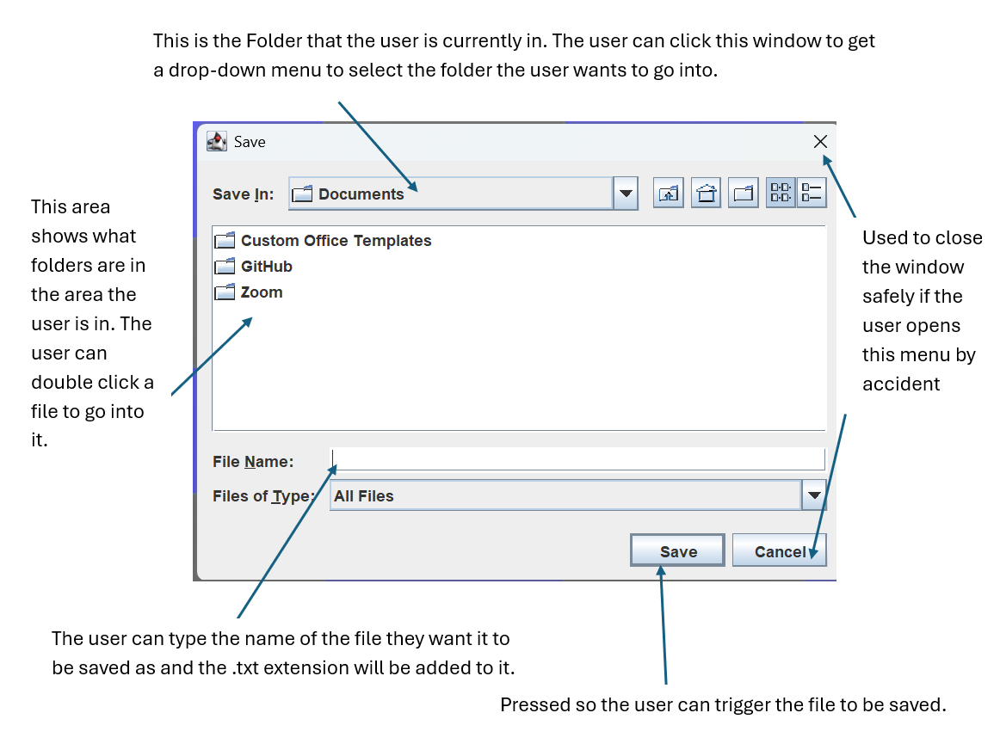 This is the Folder that the user is currently in. The user can click this window to get
a drop-down menu to select the folder the user wants to go into.
Save
Save In:
Documents
This area
shows what
folders are in
the area the
user is in. The
user can
double click a
file to go into
it.
Custom Office Templates
GitHub
Zoom
Used to close
the window
safely if the
user opens
this menu by
accident
File Name:
Files of Type:
All Files
Save
Cancel
The user can type the name of the file they want it to
be saved as and the .txt extension will be added to it.
Pressed so the user can trigger the file to be saved.